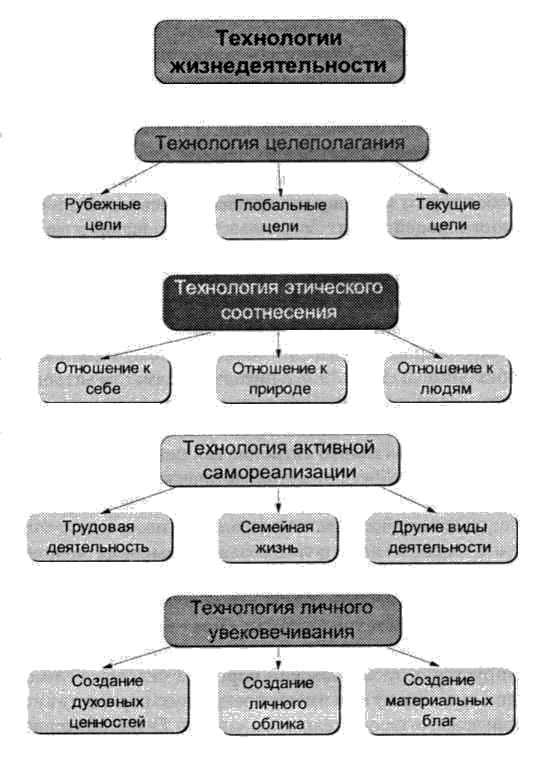 Технологии
жизнедеятельности
Технология целеполагания
Рубежные
цели
Глобальные
цели
Текущие
цели
Технология этического
соотнесения
Отношение к
себе
Отношение к
природе
Отношение к
людям
Технология активной
самореализации
Трудовая
деятельность
Семейная
жизнь
Другие виды
деятельности
Технология личного
увековечивания
Создание
духовных
ценностей
Создание
личного
облика
Создание
материальных
благ